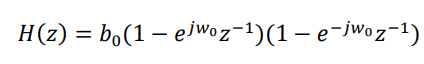 H(z) = b₀(1 − e^{jw₀}z⁻¹)(1 − e^{−jw₀}z⁻¹)